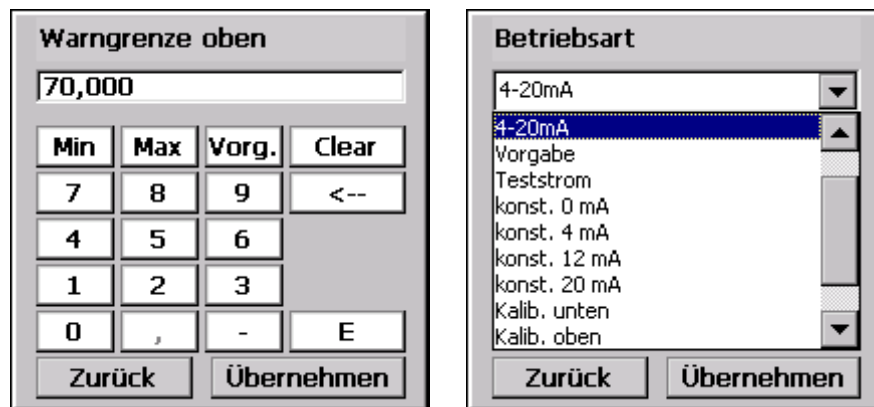 Warngrenze oben
70,000
Min Max Vorg. Clear
7 8 9 <--
4 5 6
1 2 3
0 , - E
Zurück Übernehmen
Betriebsart
4-20mA
4-20mA
Vorgabe
Teststrom
konst. 0 mA
konst. 4 mA
konst. 12 mA
konst. 20 mA
Kalib. unten
Kalib. oben
Zurück Übernehmen